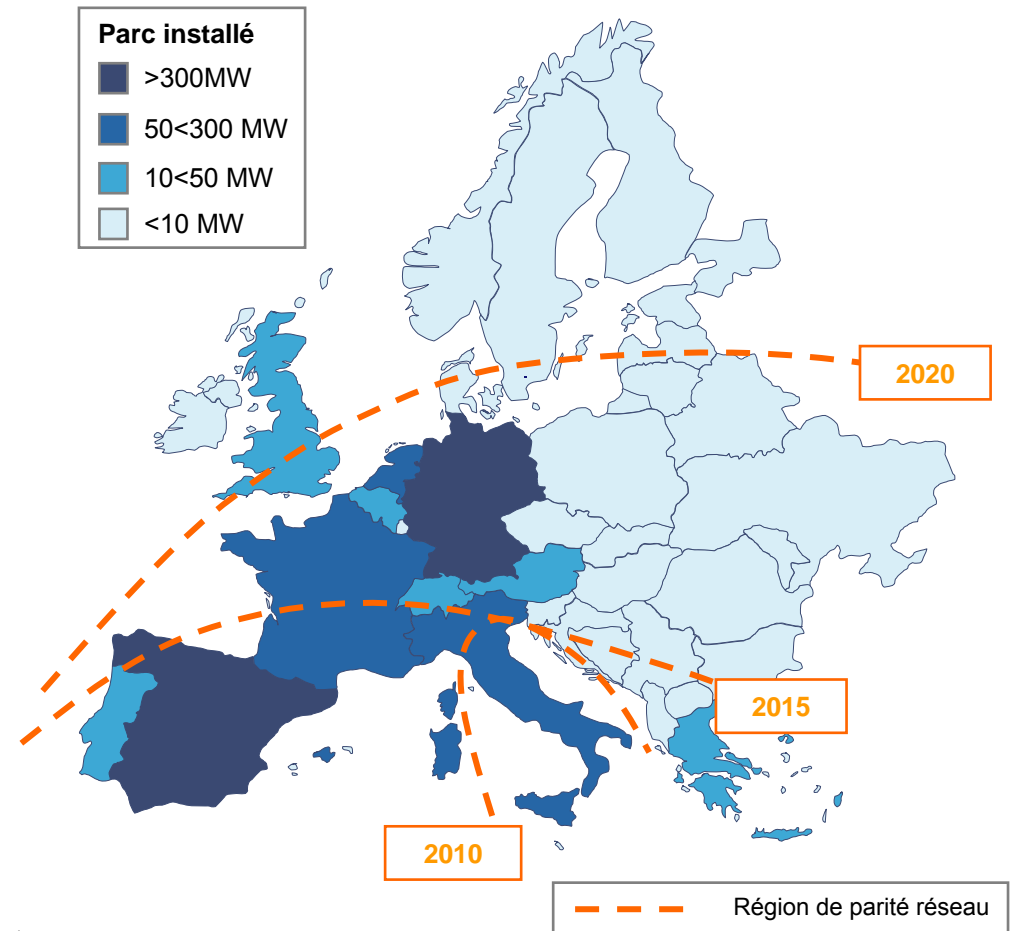 Parc installé
>300MW
50<300 MW
10<50 MW
<10 MW
2020
2015
2010
Région de parité réseau